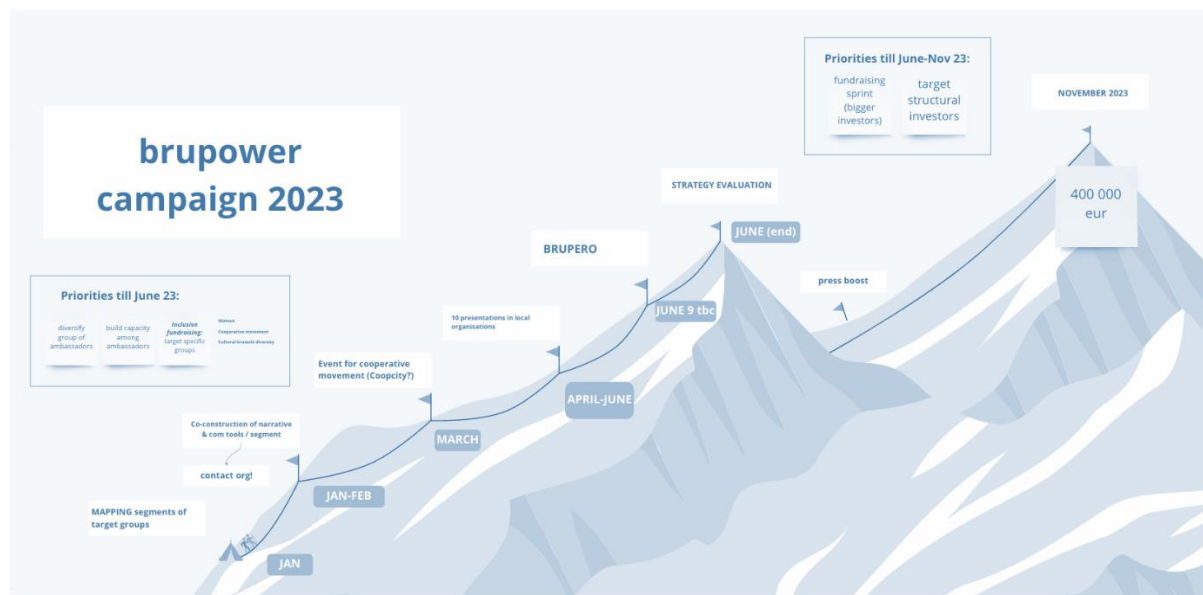 brupower
campaign 2023
Priorities till June 23:
diversify
group of
ambassadors
build capacity
among
ambassadors
Inclusive
fundraising:
target specific
groups
Women
Cooperative movement
Cultural brussels diversity
Priorities till June-Nov 23:
fundraising
sprint
(bigger
investors)
target
structural
investors
NOVEMBER 2023
400 000
eur
STRATEGY EVALUATION
JUNE (end)
BRUPERO
JUNE 9 tbc
press boost
10 presentations in local
organisations
APRIL-JUNE
Event for cooperative
movement (Coopcity?)
MARCH
Co-construction of narrative
& com tools / segment
contact org!
JAN-FEB
MAPPING segments of
target groups
JAN